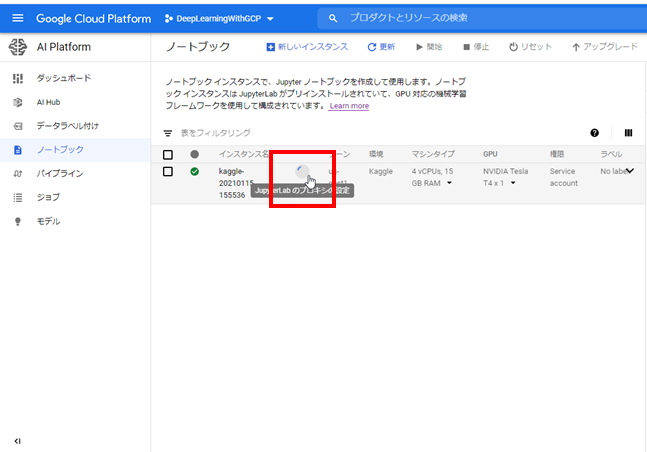 Google Cloud Platform
DeepLearningWithGCP
プロダクトとリソースの検索
AI Platform
ノートブック
新しいインスタンス
更新
開始
停止
リセット
アップグレード
ダッシュボード
AI Hub
データラベル付け
ノートブック
パイプライン
ジョブ
モデル
ノートブック インスタンスで、Jupyter ノートブックを作成して使用します。ノートブ
ック インスタンスは JupyterLab がプリインストールされていて、GPU 対応の機械学習
フレームワークを使用して構成されています。 Learn more
表をフィルタリング
インスタンス名
ーン
環境
マシンタイプ
GPU
権限
ラベル
kaggle-
20210115
155536
us-
Kaggle
4 vCPUs, 15
GB RAM
NVIDIA Tesla
T4 x 1
Service
account
No label
JupyterLab のプロキシの設定